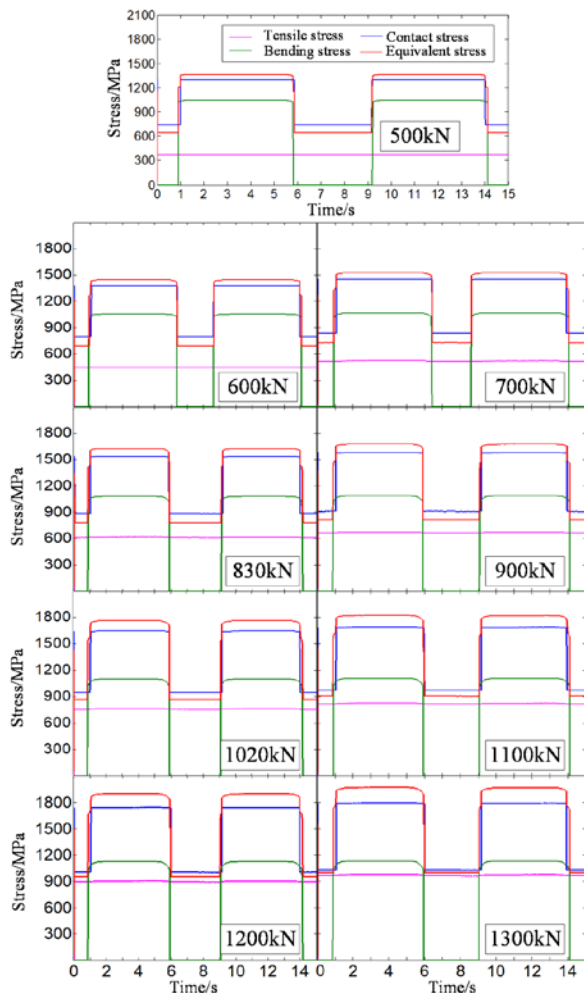 2100
Tensile stress
Contact stress
Bending stress
Equivalent stress
1800
1500
1200
900
600
300
0
Stress/MPa
500kN
0 1 2 3 4 5 6 7 8 9 10 11 12 13 14 15
Time/s
1800
1500
1200
900
600
300
Stress/MPa
600kN
700kN
1800
1500
1200
900
600
300
Stress/MPa
830kN
900kN
1800
1500
1200
900
600
300
Stress/MPa
1020kN
1100kN
1800
1500
1200
900
600
300
Stress/MPa
1200kN
1300kN
0 2 4 6 8 10 12 14
0 2 4 6 8 10 12 14
Time/s
Time/s